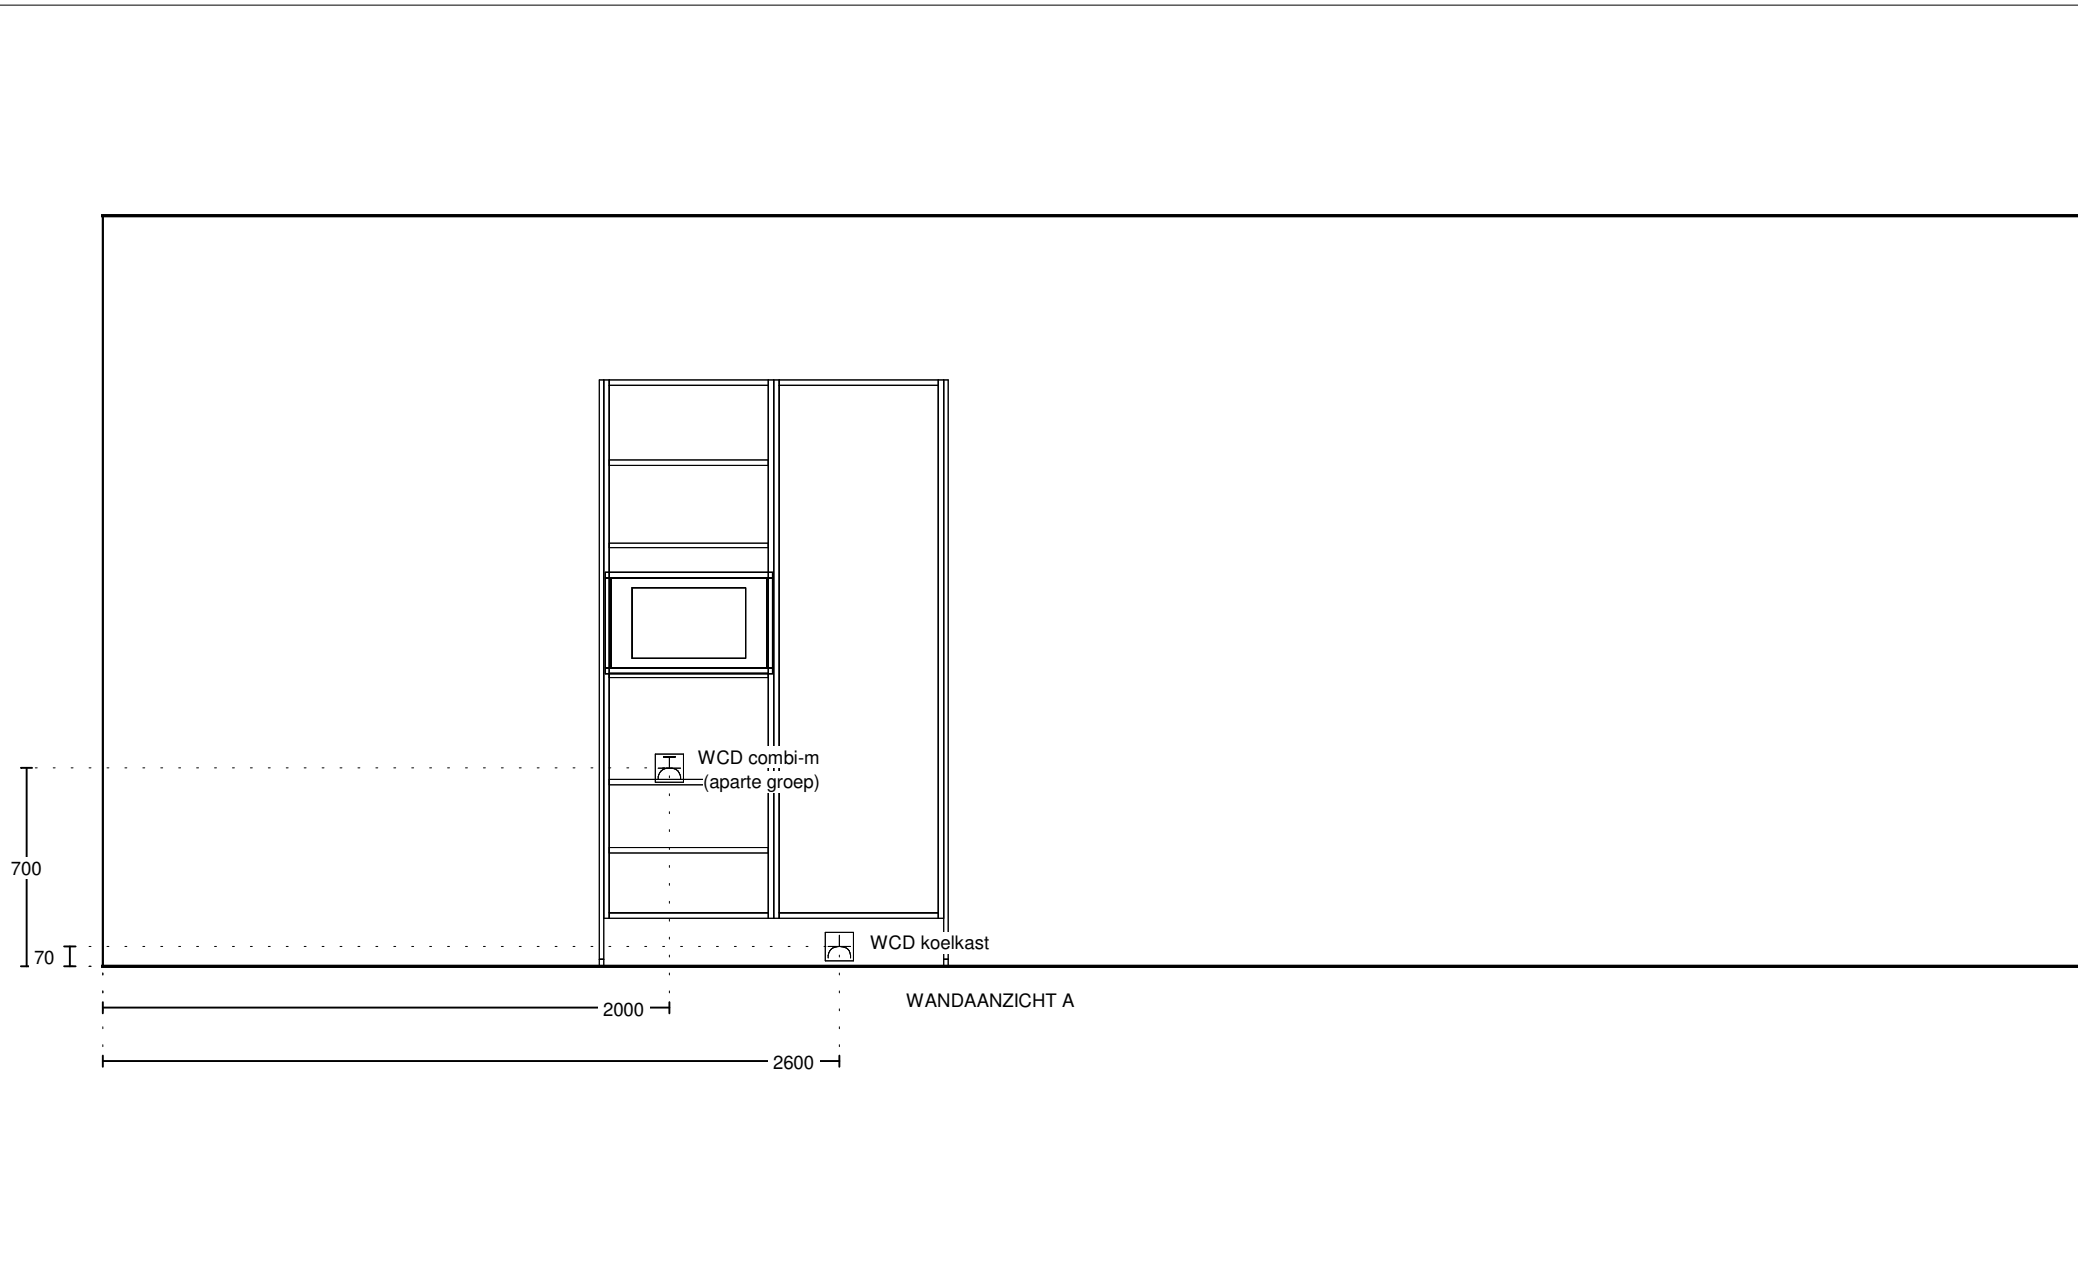 WCD combi-m
(aparte groep)
700
WCD koelkast
70
WANDAANZICHT A
2000
2600